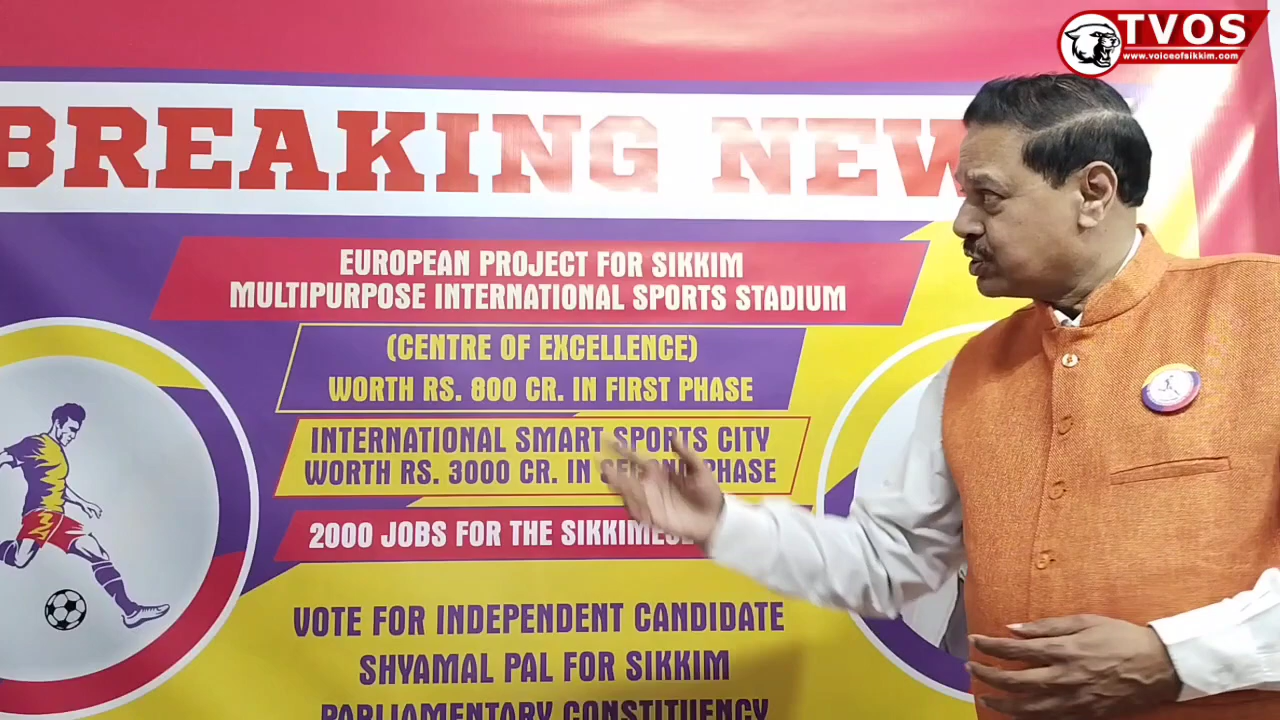 TVOS
www.voiceofsikkim.com
BREAKING NEW
EUROPEAN PROJECT FOR SIKKIM
MULTIPURPOSE INTERNATIONAL SPORTS STADIUM
(CENTRE OF EXCELLENCE)
WORTH RS. 800 CR. IN FIRST PHASE
INTERNATIONAL SMART SPORTS CITY
WORTH RS. 3000 CR. IN SECOND PHASE
2000 JOBS FOR THE SIKKIMESE
VOTE FOR INDEPENDENT CANDIDATE
SHYAMAL PAL FOR SIKKIM
PARLIAMENTARY CONSTITUENCY